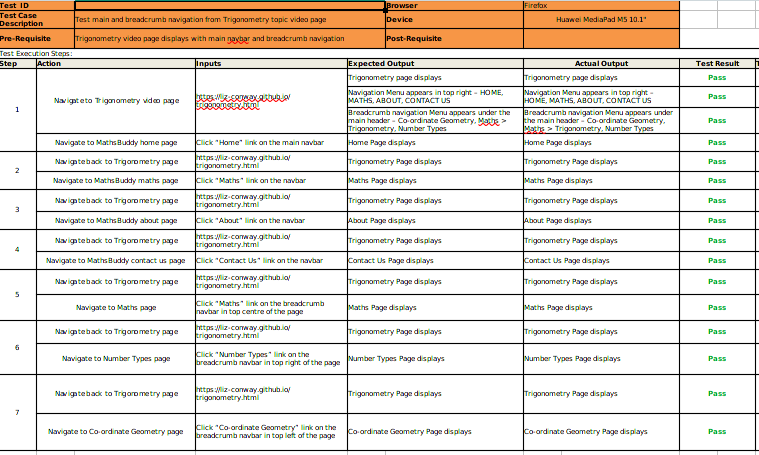 Test ID Browser Firefox
Test Case Description Test main and breadcrumb navigation from Trigonometry topic video page Device Huawei MediaPad M5 10.1"
Pre-Requisite Trigonometry video page displays with main navbar and breadcrumb navigation Post-Requisite
Test Execution Steps:
Step Action Inputs Expected Output Actual Output Test Result
1 Navigate to Trigonometry video page https://liz-conway.github.io/trigonometry.html Trigonometry page displays Trigonometry page displays Pass
Navigation Menu appears in top right – HOME, MATHS, ABOUT, CONTACT US Navigation Menu appears in top right – HOME, MATHS, ABOUT, CONTACT US Pass
Breadcrumb navigation Menu appears under the main header – Co-ordinate Geometry, Maths > Trigonometry, Number Types Breadcrumb navigation Menu appears under the main header – Co-ordinate Geometry, Maths > Trigonometry, Number Types Pass
Navigate to MathsBuddy home page Click "Home" link on the main navbar Home Page displays Home Page displays Pass
2 Navigate back to Trigonometry page https://liz-conway.github.io/trigonometry.html Trigonometry Page displays Trigonometry Page displays Pass
Navigate to MathsBuddy maths page Click "Maths" link on the navbar Maths Page displays Maths Page displays Pass
3 Navigate back to Trigonometry page https://liz-conway.github.io/trigonometry.html Trigonometry Page displays Trigonometry Page displays Pass
Navigate to MathsBuddy about page Click "About" link on the navbar About Page displays About Page displays Pass
4 Navigate back to Trigonometry page https://liz-conway.github.io/trigonometry.html Trigonometry Page displays Trigonometry Page displays Pass
Navigate to MathsBuddy contact us page Click "Contact Us" link on the navbar Contact Us Page displays Contact Us Page displays Pass
5 Navigate back to Trigonometry page https://liz-conway.github.io/trigonometry.html Trigonometry Page displays Trigonometry Page displays Pass
Navigate to Maths page Click "Maths" link on the breadcrumb navbar in top centre of the page Maths Page displays Maths Page displays Pass
6 Navigate back to Trigonometry page https://liz-conway.github.io/trigonometry.html Trigonometry Page displays Trigonometry Page displays Pass
Navigate to Number Types page Click "Number Types" link on the breadcrumb navbar in top right of the page Number Types Page displays Number Types Page displays Pass
7 Navigate back to Trigonometry page https://liz-conway.github.io/trigonometry.html Trigonometry Page displays Trigonometry Page displays Pass
Navigate to Co-ordinate Geometry page Click "Co-ordinate Geometry" link on the breadcrumb navbar in top left of the page Co-ordinate Geometry Page displays Co-ordinate Geometry Page displays Pass